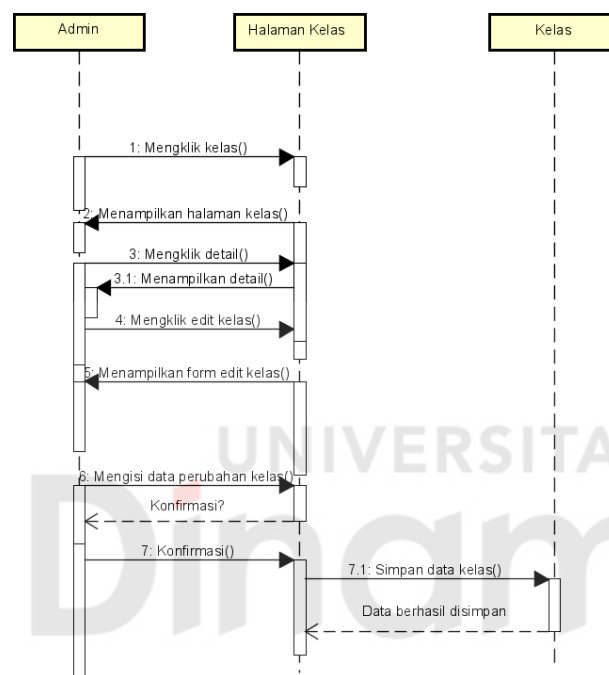 Admin
Halaman Kelas
Kelas
1: Mengklik kelas()
2: Menampilkan halaman kelas()
3: Mengklik detail()
3.1: Menampilkan detail()
4: Mengklik edit kelas()
5: Menampilkan form edit kelas()
UNIVERSITA
6: Mengisi data perubahan kelas()
Dinam
Konfirmasi?
7: Konfirmasi()
7.1: Simpan data kelas()
Data berhasil disimpan